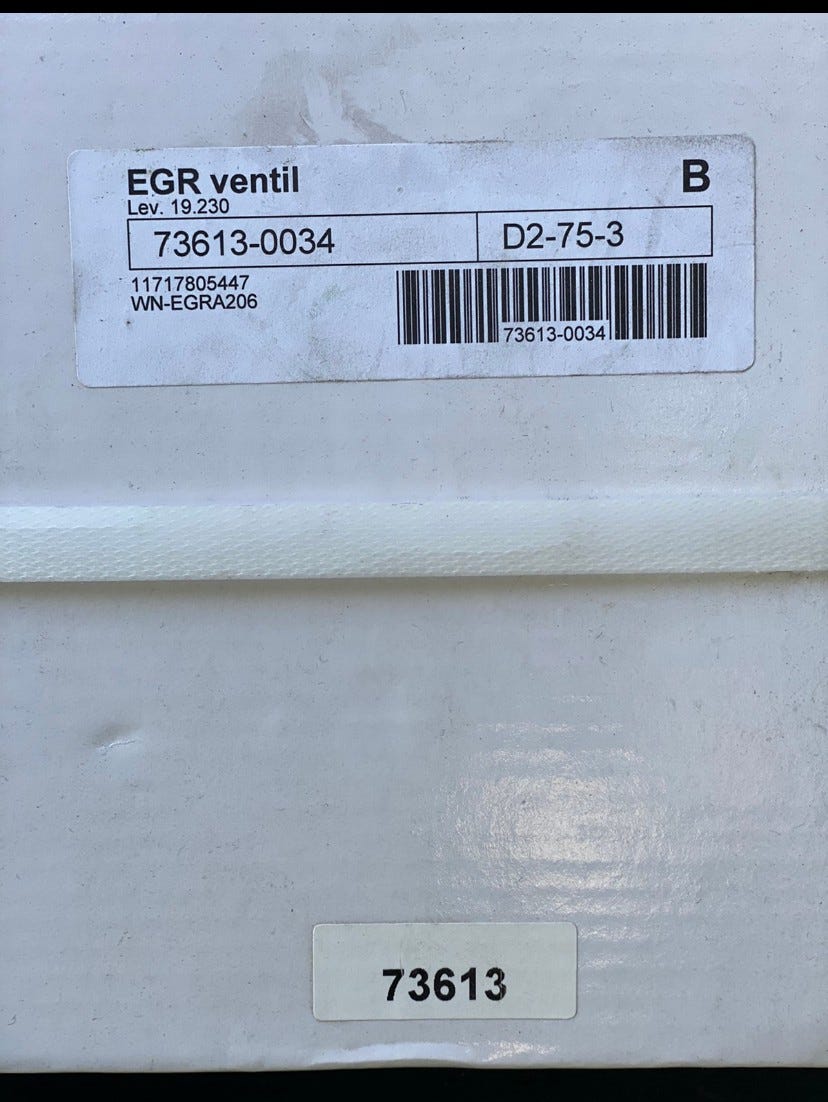 EGR ventil B
Lev. 19.230
73613-0034 D2-75-3
11717805447
WN-EGRA206
73613-0034
73613